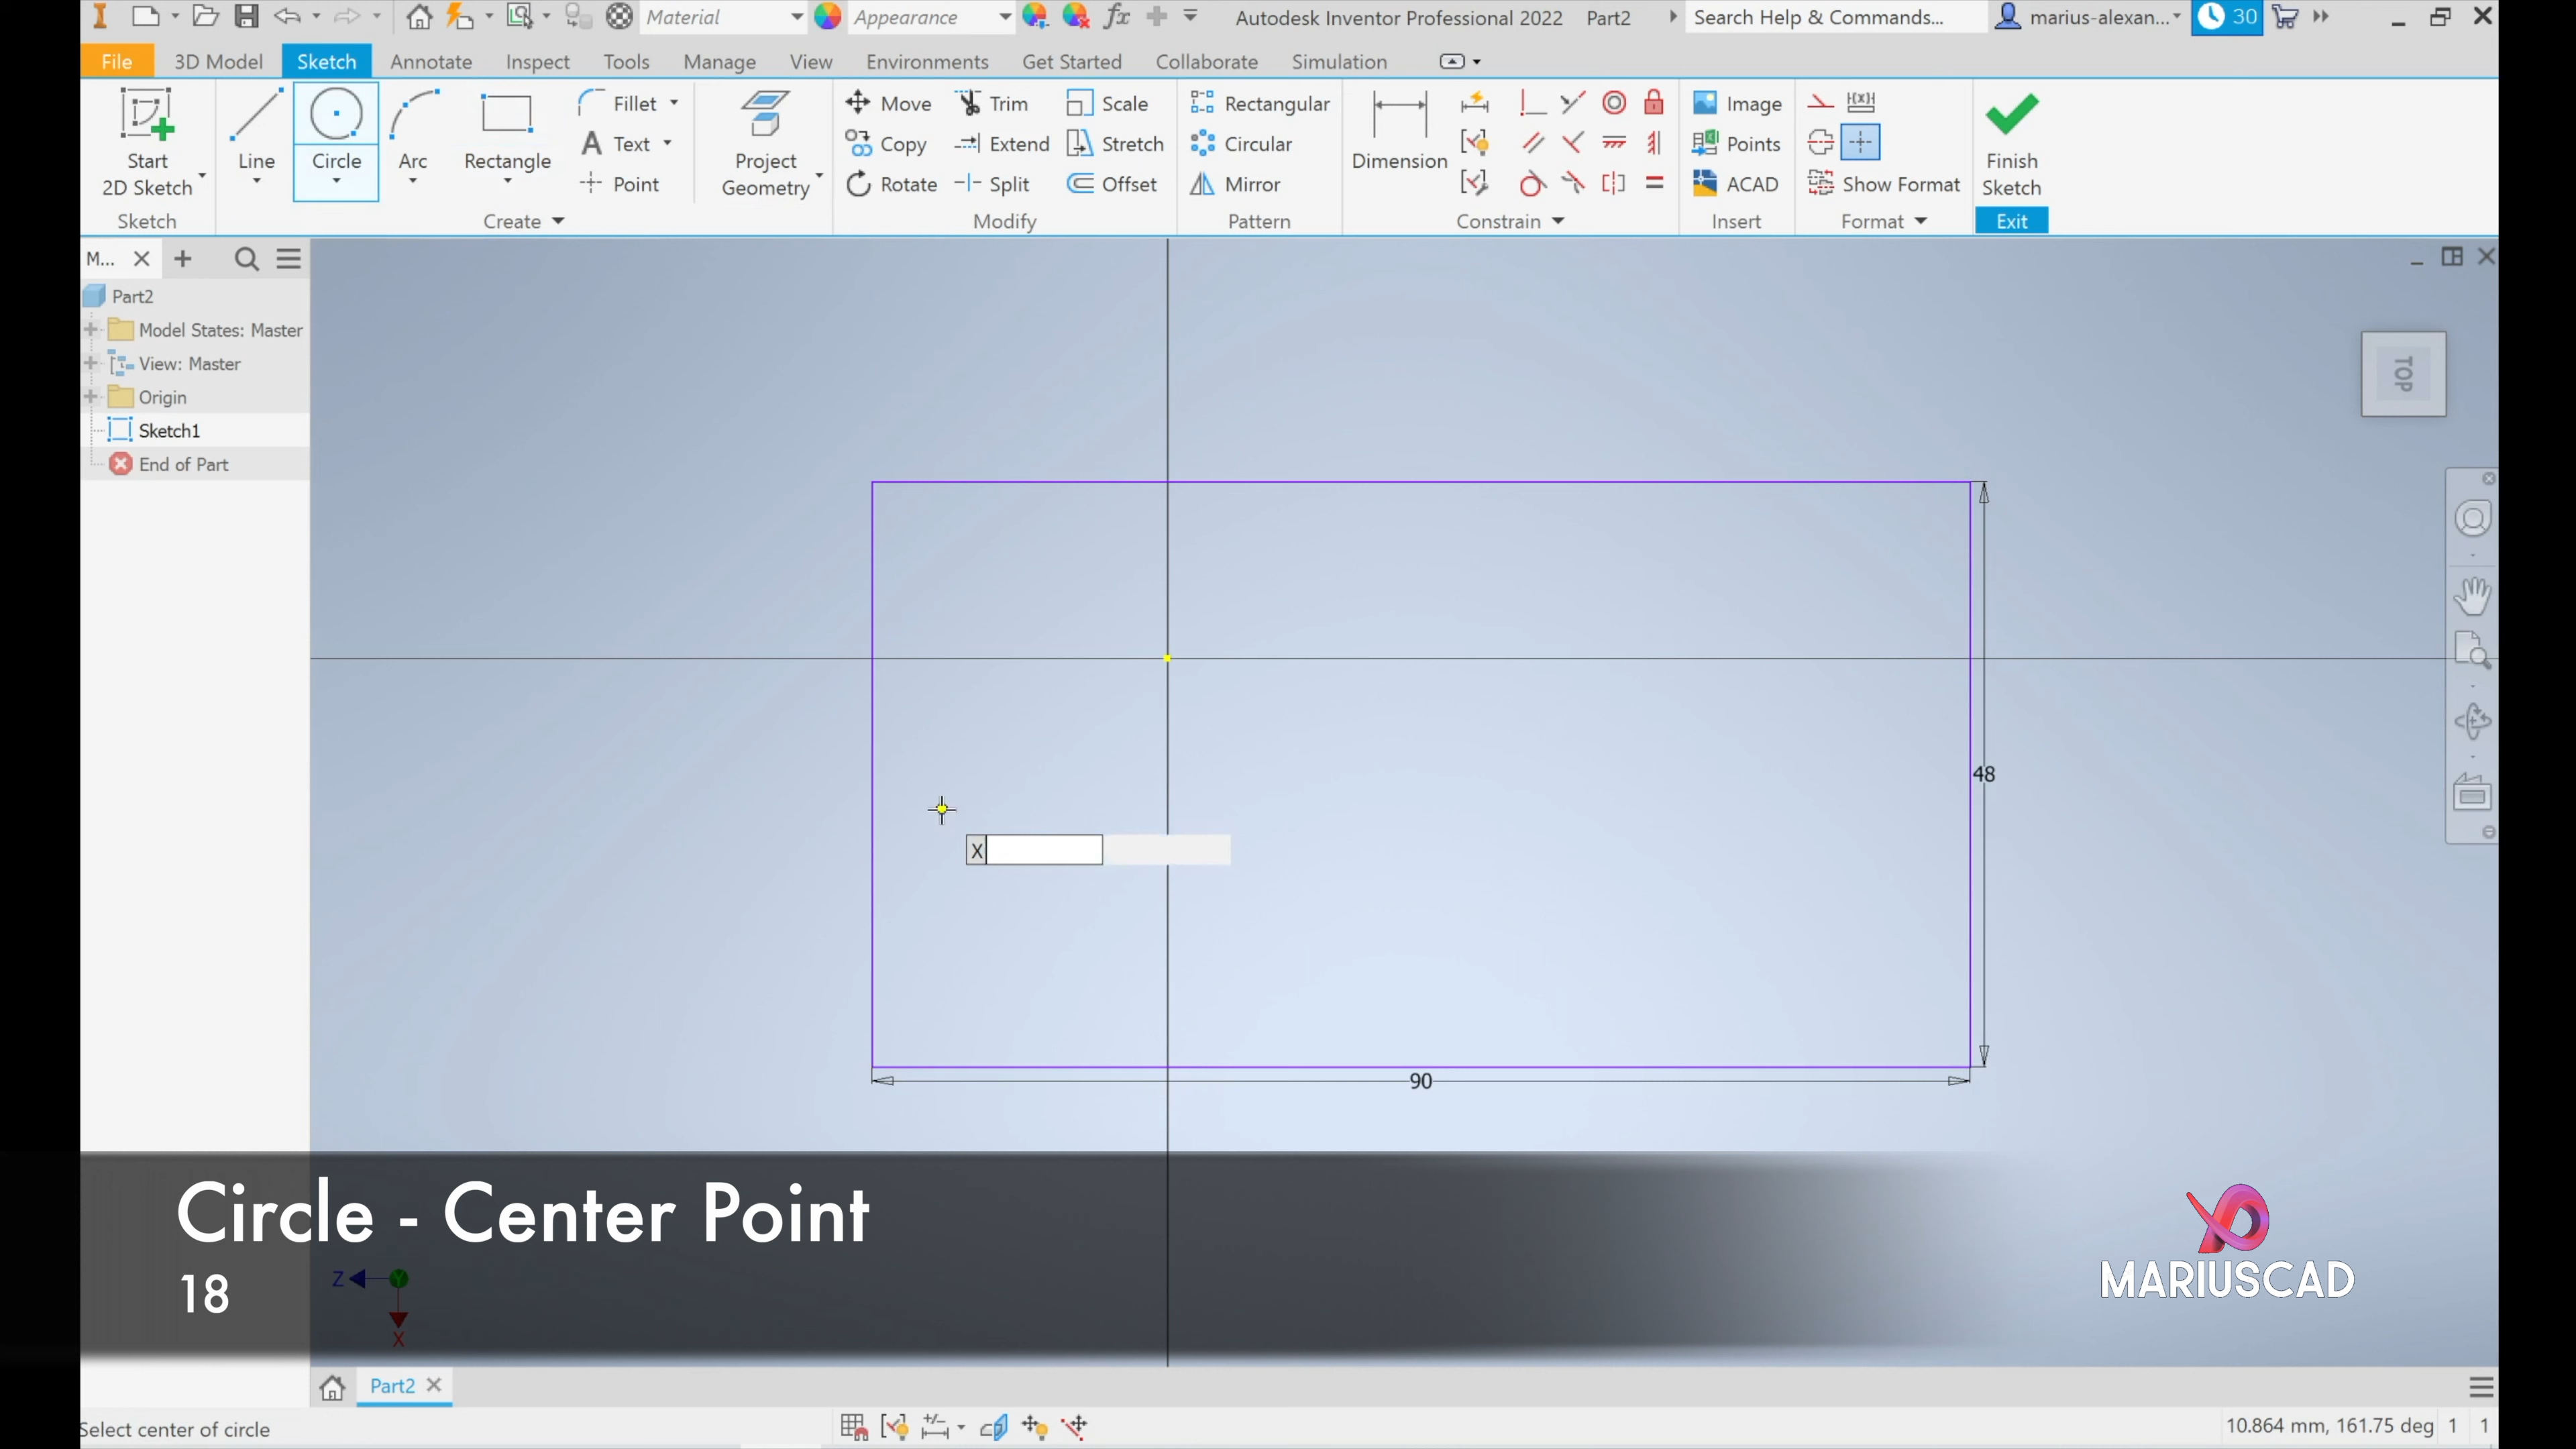 Material
Appearance
fx
Autodesk Inventor Professional 2022 Part2
Search Help & Commands...
marius-alexan...
30
File
3D Model
Sketch
Annotate
Inspect
Tools
Manage
View
Environments
Get Started
Collaborate
Simulation
Start
2D Sketch
Line
Circle
Arc
Rectangle
Fillet
A Text
Point
Project
Geometry
Move
Copy
Rotate
Trim
Extend
Split
Scale
Stretch
Offset
Rectangular
Circular
Mirror
Dimension
Image
Points
ACAD
Show Format
Finish
Sketch
Sketch
Create
Modify
Pattern
Constrain
Insert
Format
Exit
M...
Part2
Model States: Master
View: Master
Origin
Sketch1
End of Part
TOP
48
X
90
Circle - Center Point
18
Z
Y
X
MARIUSCAD
Part2
Select center of circle
10.864 mm, 161.75 deg 1 1